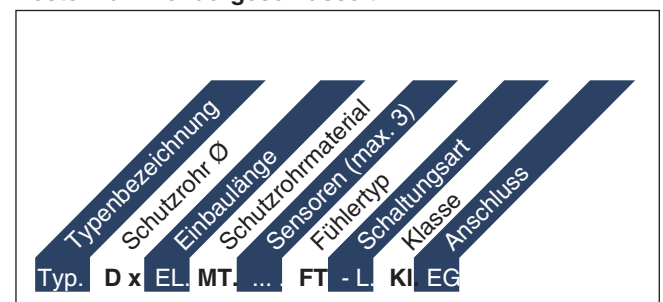 Typenbezeichnung
Schutzrohr Ø
Einbaulänge
Schutzrohrmaterial
Sensoren (max. 3)
Fühlertyp
Schaltungsart
Klasse
Anschluss
Typ. D x EL. MT. ... . FT - L. Kl. EG